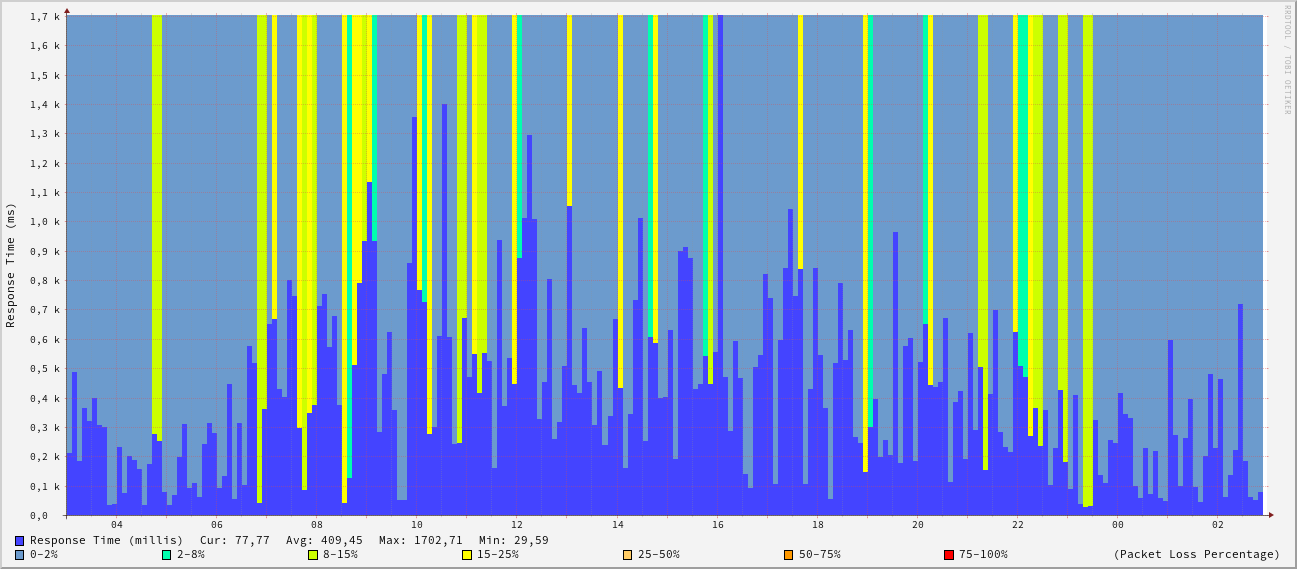 RRDTOOL / TOBI OETIKER
Response Time (ms)
1,7 k
1,6 k
1,5 k
1,4 k
1,3 k
1,2 k
1,1 k
1,0 k
0,9 k
0,8 k
0,7 k
0,6 k
0,5 k
0,4 k
0,3 k
0,2 k
0,1 k
0,0
04 06 08 10 12 14 16 18 20 22 00 02
Response Time (millis) Cur: 77,77 Avg: 409,45 Max: 1702,71 Min: 29,59
0-2% 2-8% 8-15% 15-25% 25-50% 50-75% 75-100% (Packet Loss Percentage)